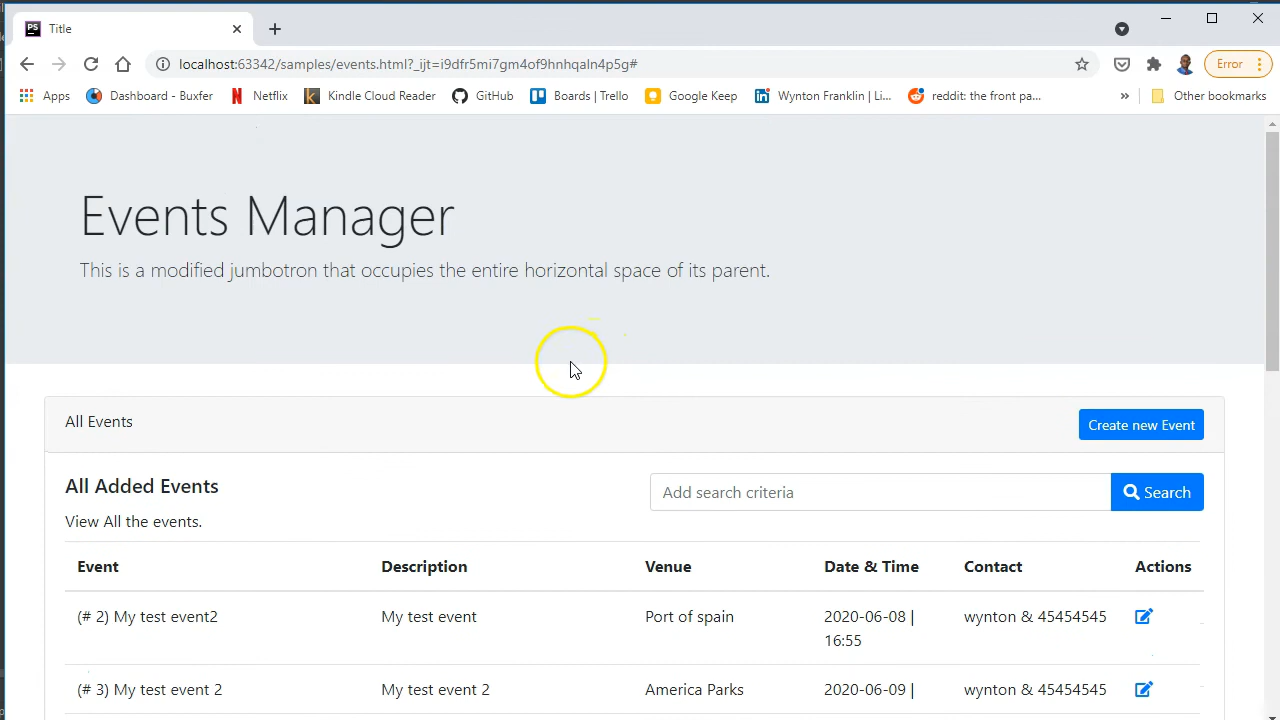 PS Title
localhost:63342/samples/events.html?_ijt=i9dfr5mi7gm4of9hnhqaln4p5g#
Error
Apps Dashboard - Buxfer Netflix Kindle Cloud Reader GitHub Boards | Trello Google Keep Wynton Franklin | Li... reddit: the front pa... » Other bookmarks
Events Manager
This is a modified jumbotron that occupies the entire horizontal space of its parent.
All Events Create new Event
All Added Events Add search criteria Search
View All the events.
Event Description Venue Date & Time Contact Actions
(# 2) My test event2 My test event Port of spain 2020-06-08 | wynton & 45454545
16:55
(# 3) My test event 2 My test event 2 America Parks 2020-06-09 | wynton & 45454545